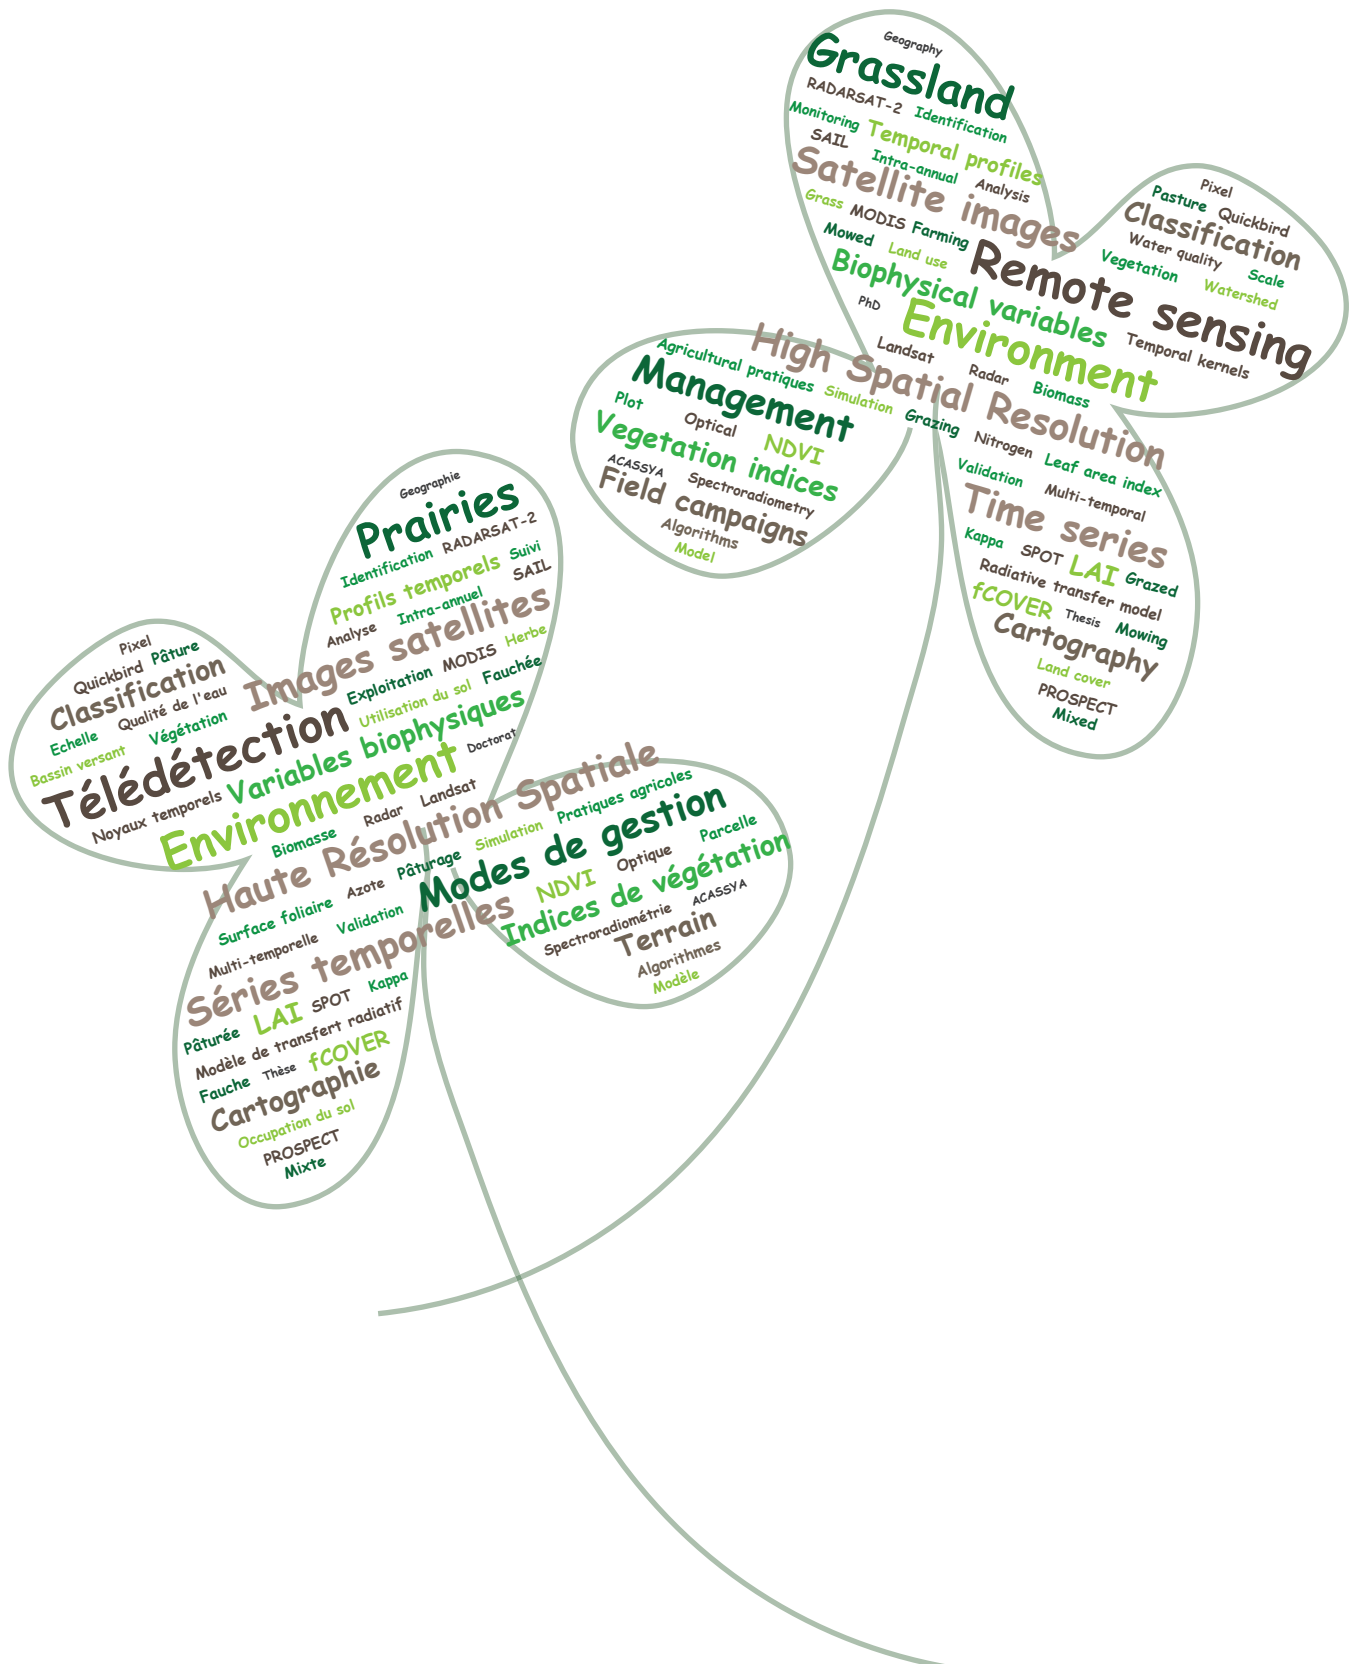 Geography
Grassland
RADARSAT-2
Identification
Monitoring
Temporal profiles
SAIL
Intra-annual
Analysis
Satellite images
Grass
MODIS
Farming
Mowed
Land use
Remote sensing
Biophysical variables
PhD
Environment
Temporal kernels
Landsat
Radar
Biomass
Pixel
Pasture
Quickbird
Classification
Water quality
Vegetation
Scale
Watershed
High Spatial Resolution
Agricultural pratiques
Management
Simulation
Grazing
Plot
Optical
NDVI
Vegetation indices
ACASSYA
Spectroradiometry
Field campaigns
Algorithms
Model
Nitrogen
Leaf area index
Validation
Multi-temporal
Time series
Kappa
SPOT
LAI
Grazed
Radiative transfer model
fCOVER
Thesis
Mowing
Cartography
Land cover
PROSPECT
Mixed
Geographie
Prairies
RADARSAT-2
Identification
Suivi
Profils temporels
SAIL
Intra-annuel
Analyse
Images satellites
Herbe
MODIS
Exploitation
Fauchée
Utilisation du sol
Variables biophysiques
Doctorat
Pixel
Pâture
Quickbird
Classification
Qualité de l'eau
Végétation
Echelle
Bassin versant
Télédétection
Noyaux temporels
Environnement
Landsat
Radar
Biomasse
Haute Résolution Spatiale
Pratiques agricoles
Simulation
Modes de gestion
Pâturage
Parcelle
Optique
NDVI
Indices de végétation
ACASSYA
Spectroradiométrie
Terrain
Algorithmes
Modèle
Azote
Surface foliaire
Validation
Multi-temporelle
Séries temporelles
Kappa
SPOT
LAI
Pâturée
Modèle de transfert radiatif
fCOVER
Thèse
Fauche
Cartographie
Occupation du sol
PROSPECT
Mixte